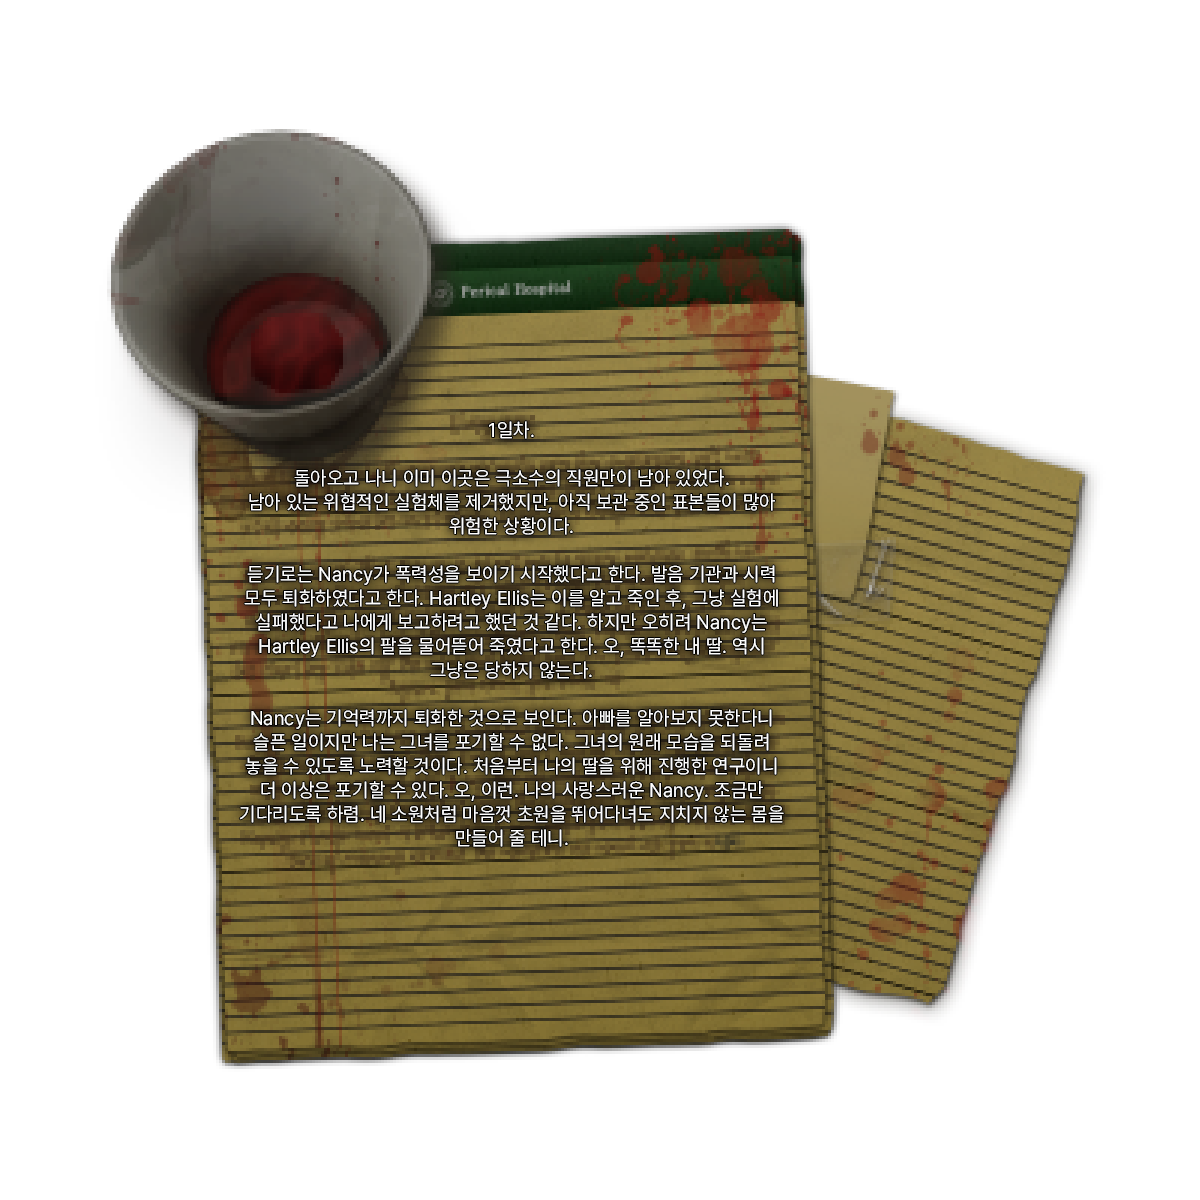 Perical Hospital
1일차.
돌아오고 나니 이미 이곳은 극소수의 직원만이 남아 있었다.
남아 있는 위협적인 실험체를 제거했지만, 아직 보관 중인 표본들이 많아
위험한 상황이다.
듣기로는 Nancy가 폭력성을 보이기 시작했다고 한다. 발음 기관과 시력
모두 퇴화하였다고 한다. Hartley Ellis는 이를 알고 죽인 후, 그냥 실험에
실패했다고 나에게 보고하려고 했던 것 같다. 하지만 오히려 Nancy는
Hartley Ellis의 팔을 물어뜯어 죽였다고 한다. 오, 똑똑한 내 딸. 역시
그냥은 당하지 않는다.
Nancy는 기억력까지 퇴화한 것으로 보인다. 아빠를 알아보지 못한다니
슬픈 일이지만 나는 그녀를 포기할 수 없다. 그녀의 원래 모습을 되돌려
놓을 수 있도록 노력할 것이다. 처음부터 나의 딸을 위해 진행한 연구이니
더 이상은 포기할 수 있다. 오, 이런. 나의 사랑스러운 Nancy. 조금만
기다리도록 하렴. 네 소원처럼 마음껏 초원을 뛰어다녀도 지치지 않는 몸을
만들어 줄 테니.